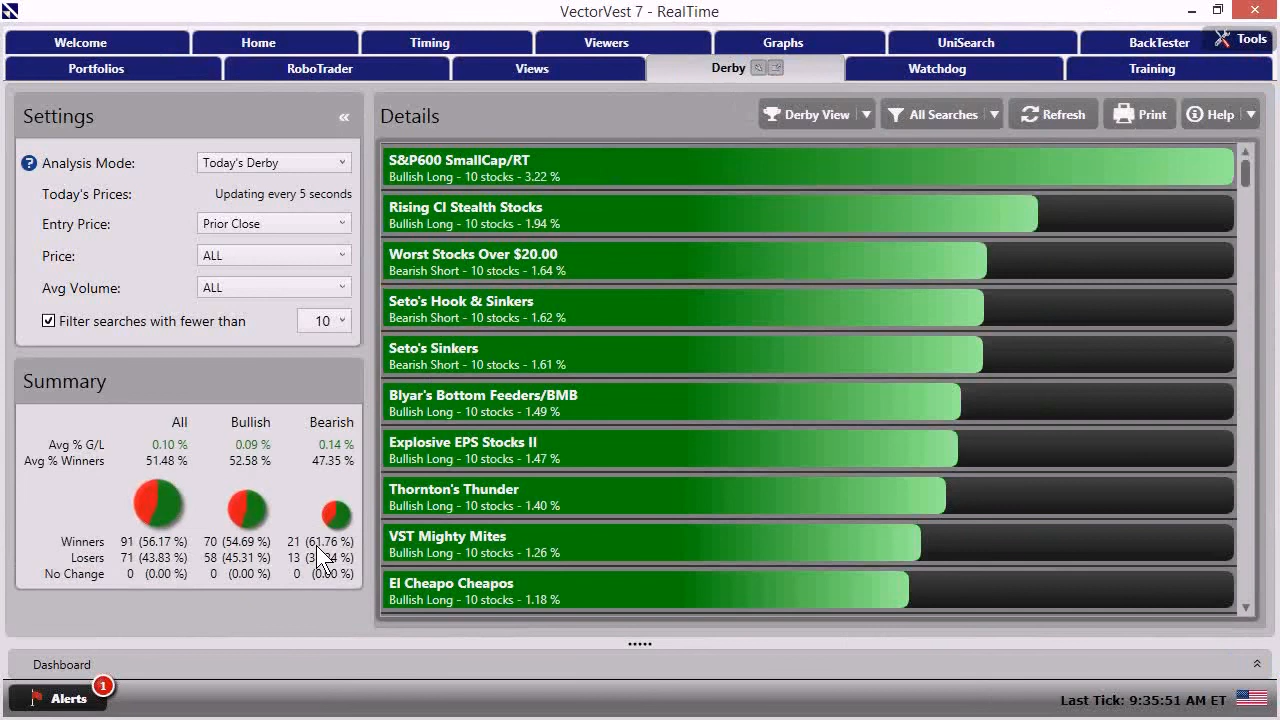 VectorVest 7 - RealTime
Welcome Home Timing Viewers Graphs UniSearch BackTester Tools
Portfolios RoboTrader Views Derby Watchdog Training
Settings «
? Analysis Mode: Today's Derby
Today's Prices: Updating every 5 seconds
Entry Price: Prior Close
Price: ALL
Avg Volume: ALL
Filter searches with fewer than 10
Summary
All Bullish Bearish
Avg % G/L 0.10 % 0.09 % 0.14 %
Avg % Winners 51.48 % 52.58 % 47.35 %
Winners 91 (56.17 %) 70 (54.69 %) 21 (61.76 %)
Losers 71 (43.83 %) 58 (45.31 %) 13
No Change 0 (0.00 %) 0 (0.00 %) 0 (0.00 %)
Details Derby View All Searches Refresh Print Help
S&P600 SmallCap/RT
Bullish Long - 10 stocks - 3.22 %
Rising CI Stealth Stocks
Bullish Long - 10 stocks - 1.94 %
Worst Stocks Over $20.00
Bearish Short - 10 stocks - 1.64 %
Seto's Hook & Sinkers
Bearish Short - 10 stocks - 1.62 %
Seto's Sinkers
Bearish Short - 10 stocks - 1.61 %
Blyar's Bottom Feeders/BMB
Bullish Long - 10 stocks - 1.49 %
Explosive EPS Stocks II
Bullish Long - 10 stocks - 1.47 %
Thornton's Thunder
Bullish Long - 10 stocks - 1.40 %
VST Mighty Mites
Bullish Long - 10 stocks - 1.26 %
El Cheapo Cheapos
Bullish Long - 10 stocks - 1.18 %
Dashboard
Alerts 1
Last Tick: 9:35:51 AM ET